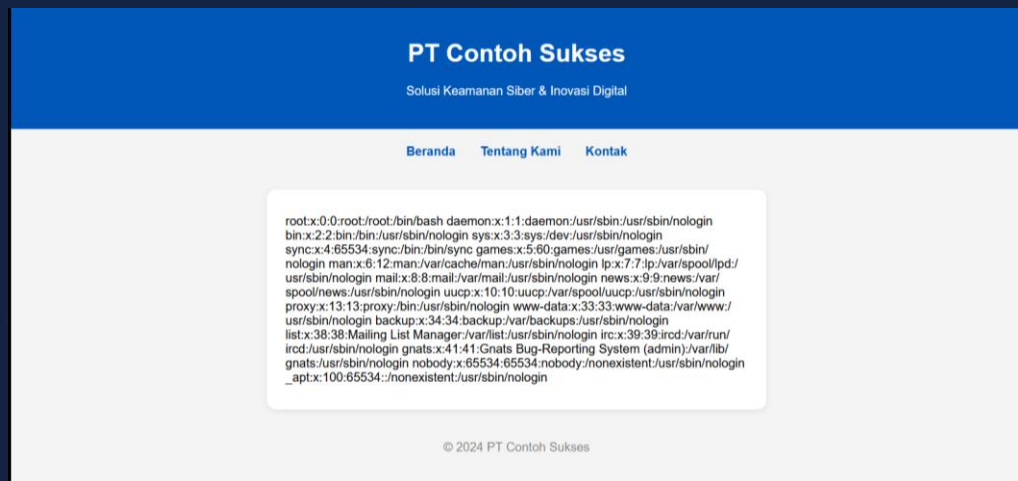 PT Contoh Sukses
Solusi Keamanan Siber & Inovasi Digital
Beranda Tentang Kami Kontak
root:x:0:0:root:/root:/bin/bash daemon:x:1:1:daemon:/usr/sbin:/usr/sbin/nologin
bin:x:2:2:bin:/bin:/usr/sbin/nologin sys:x:3:3:sys:/dev:/usr/sbin/nologin
sync:x:4:65534:sync:/bin:/bin/sync games:x:5:60:games:/usr/games:/usr/sbin/
nologin man:x:6:12:man:/var/cache/man:/usr/sbin/nologin lp:x:7:7:lp:/var/spool/lpd:/
usr/sbin/nologin mail:x:8:8:mail:/var/mail:/usr/sbin/nologin news:x:9:9:news:/var/
spool/news:/usr/sbin/nologin uucp:x:10:10:uucp:/var/spool/uucp:/usr/sbin/nologin
proxy:x:13:13:proxy:/bin:/usr/sbin/nologin www-data:x:33:33:www-data:/var/www:/
usr/sbin/nologin backup:x:34:34:backup:/var/backups:/usr/sbin/nologin
list:x:38:38:Mailing List Manager:/var/list:/usr/sbin/nologin irc:x:39:39:ircd:/var/run/
ircd:/usr/sbin/nologin gnats:x:41:41:Gnats Bug-Reporting System (admin):/var/lib/
gnats:/usr/sbin/nologin nobody:x:65534:65534:nobody:/nonexistent:/usr/sbin/nologin
_apt:x:100:65534::/nonexistent:/usr/sbin/nologin
© 2024 PT Contoh Sukses